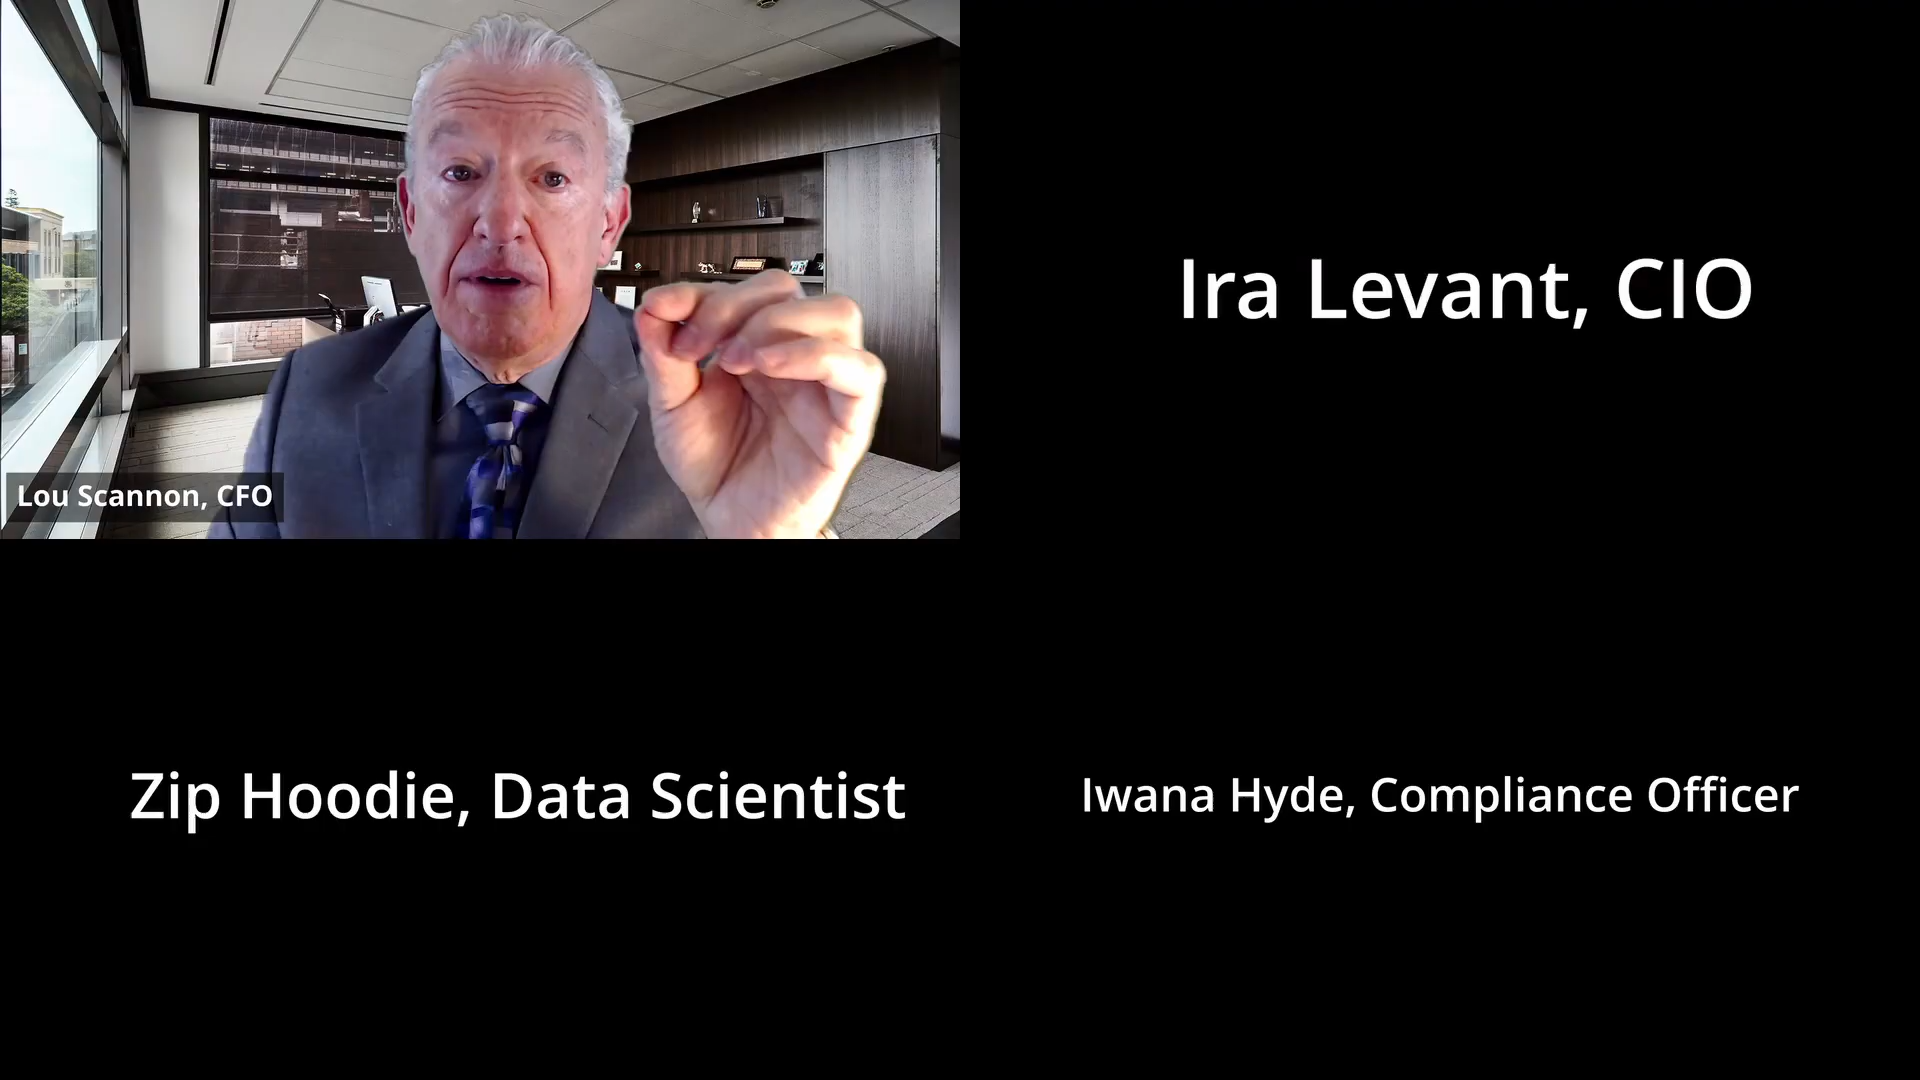 Ira Levant, CIO
Lou Scannon, CFO
Zip Hoodie, Data Scientist
Iwana Hyde, Compliance Officer